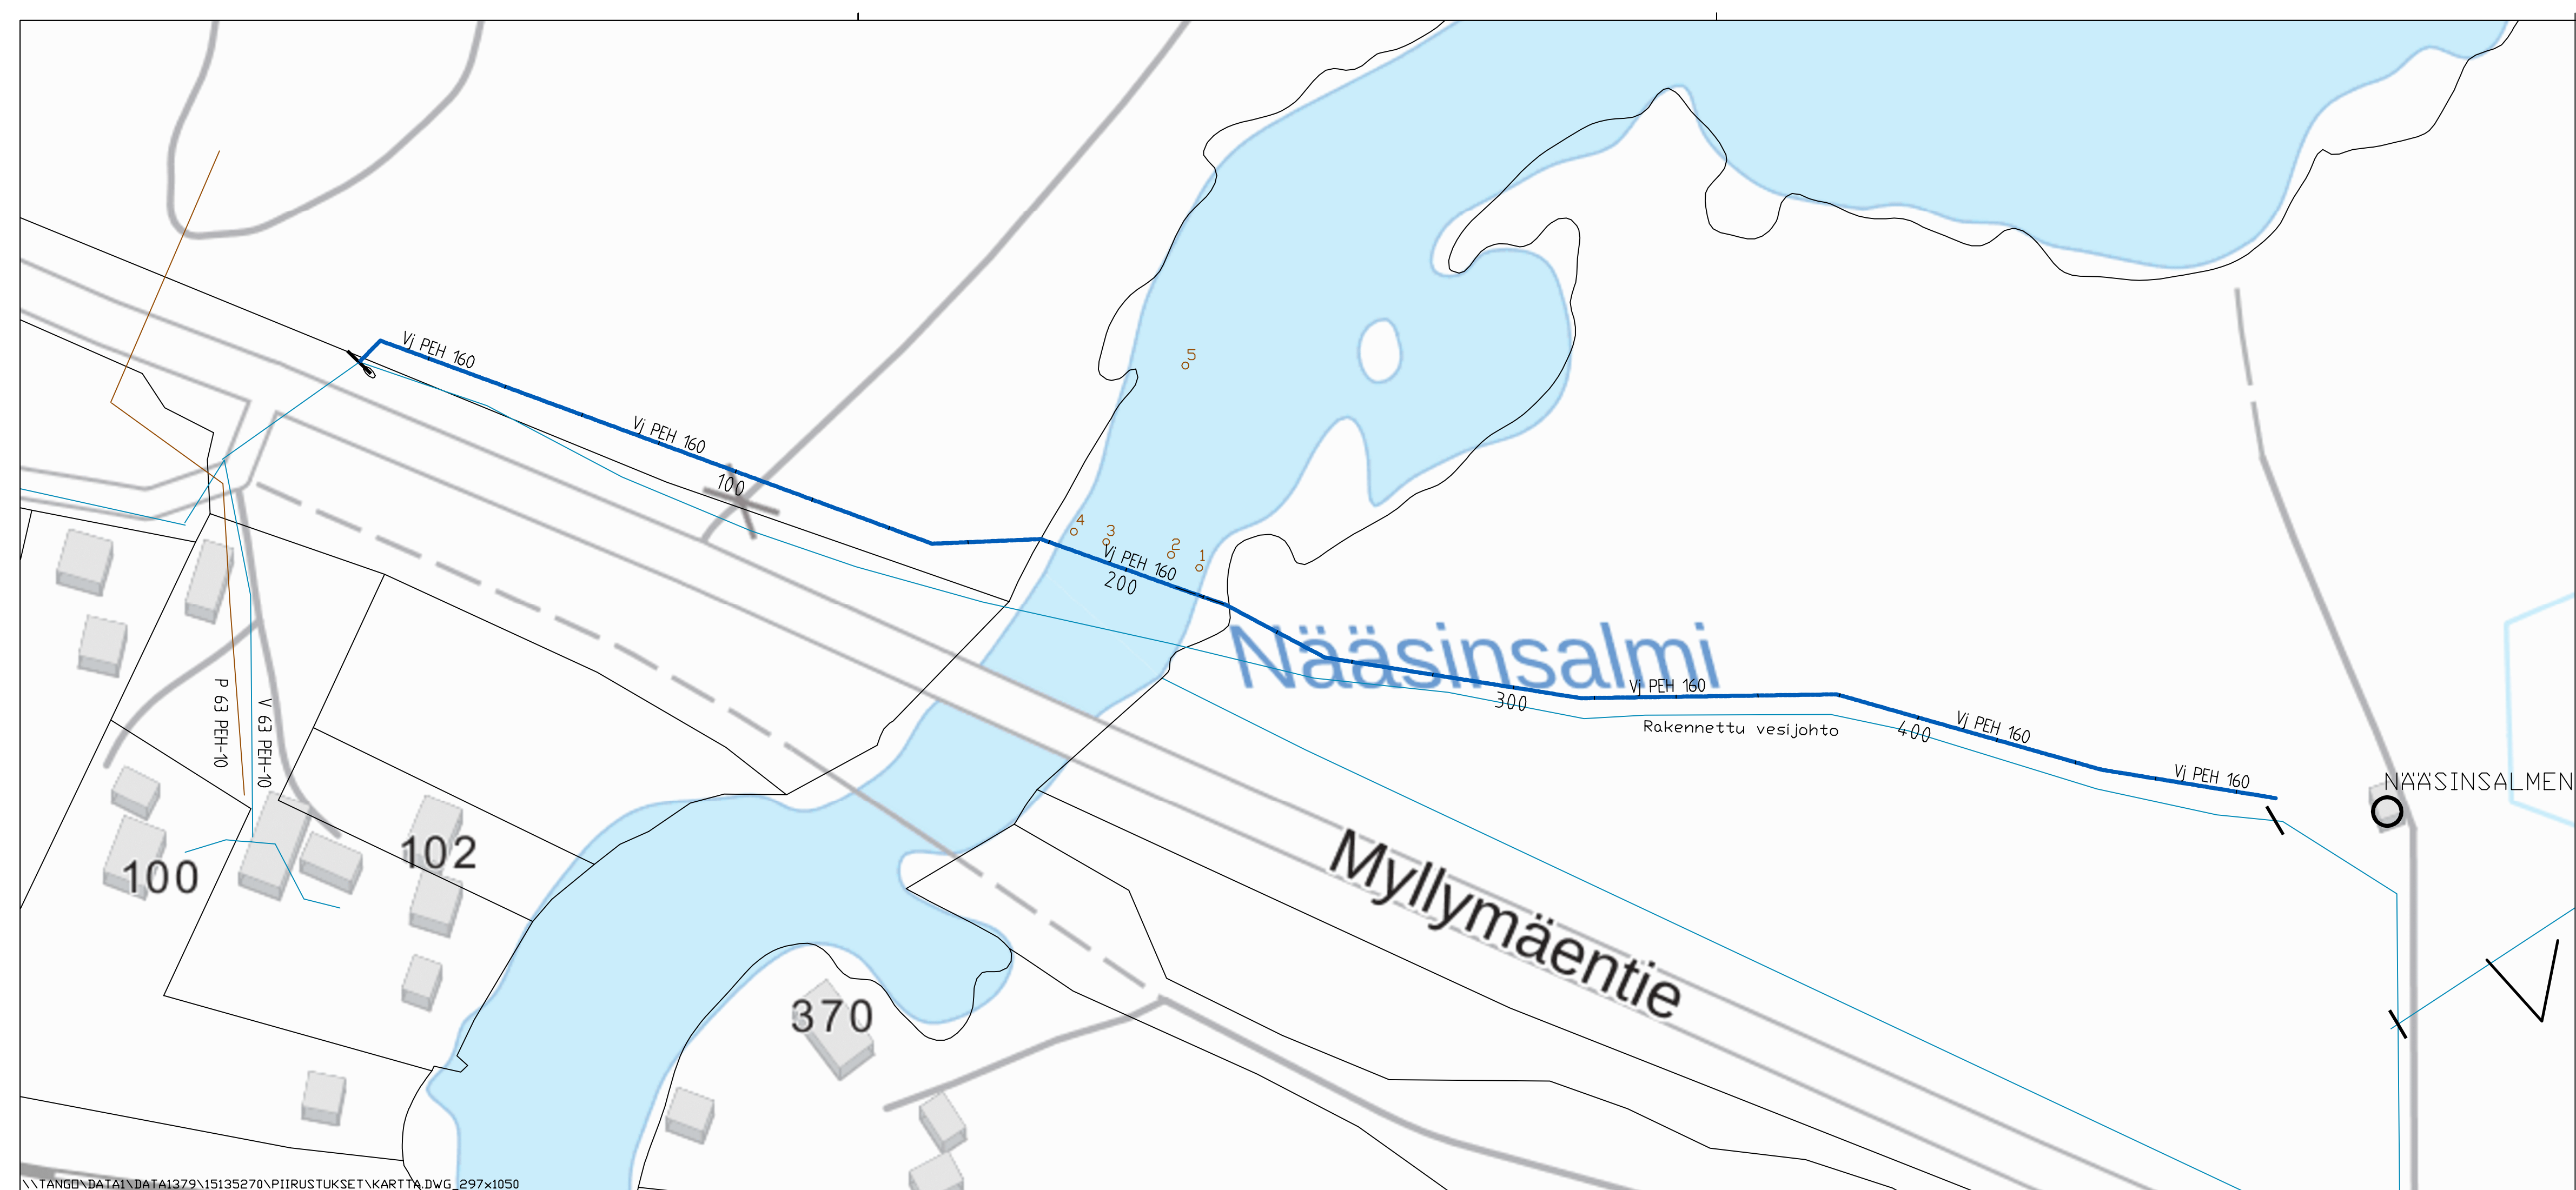 Vj PEH 160
5
Vj PEH 160
100
4
3
2
1
Vj PEH 160
200
Nääsinsalmi
300
Vj PEH 160
Rakennettu vesijohto
400
Vj PEH 160
Vj PEH 160
NÄÄSINSALMEN
P 63 PEH-10
V 63 PEH-10
100
102
Myllymäentie
370
V
\\TANGO\DATA1\DATA1379\15135270\PIIRUSTUKSET\KARTTA.DWG_297x1050